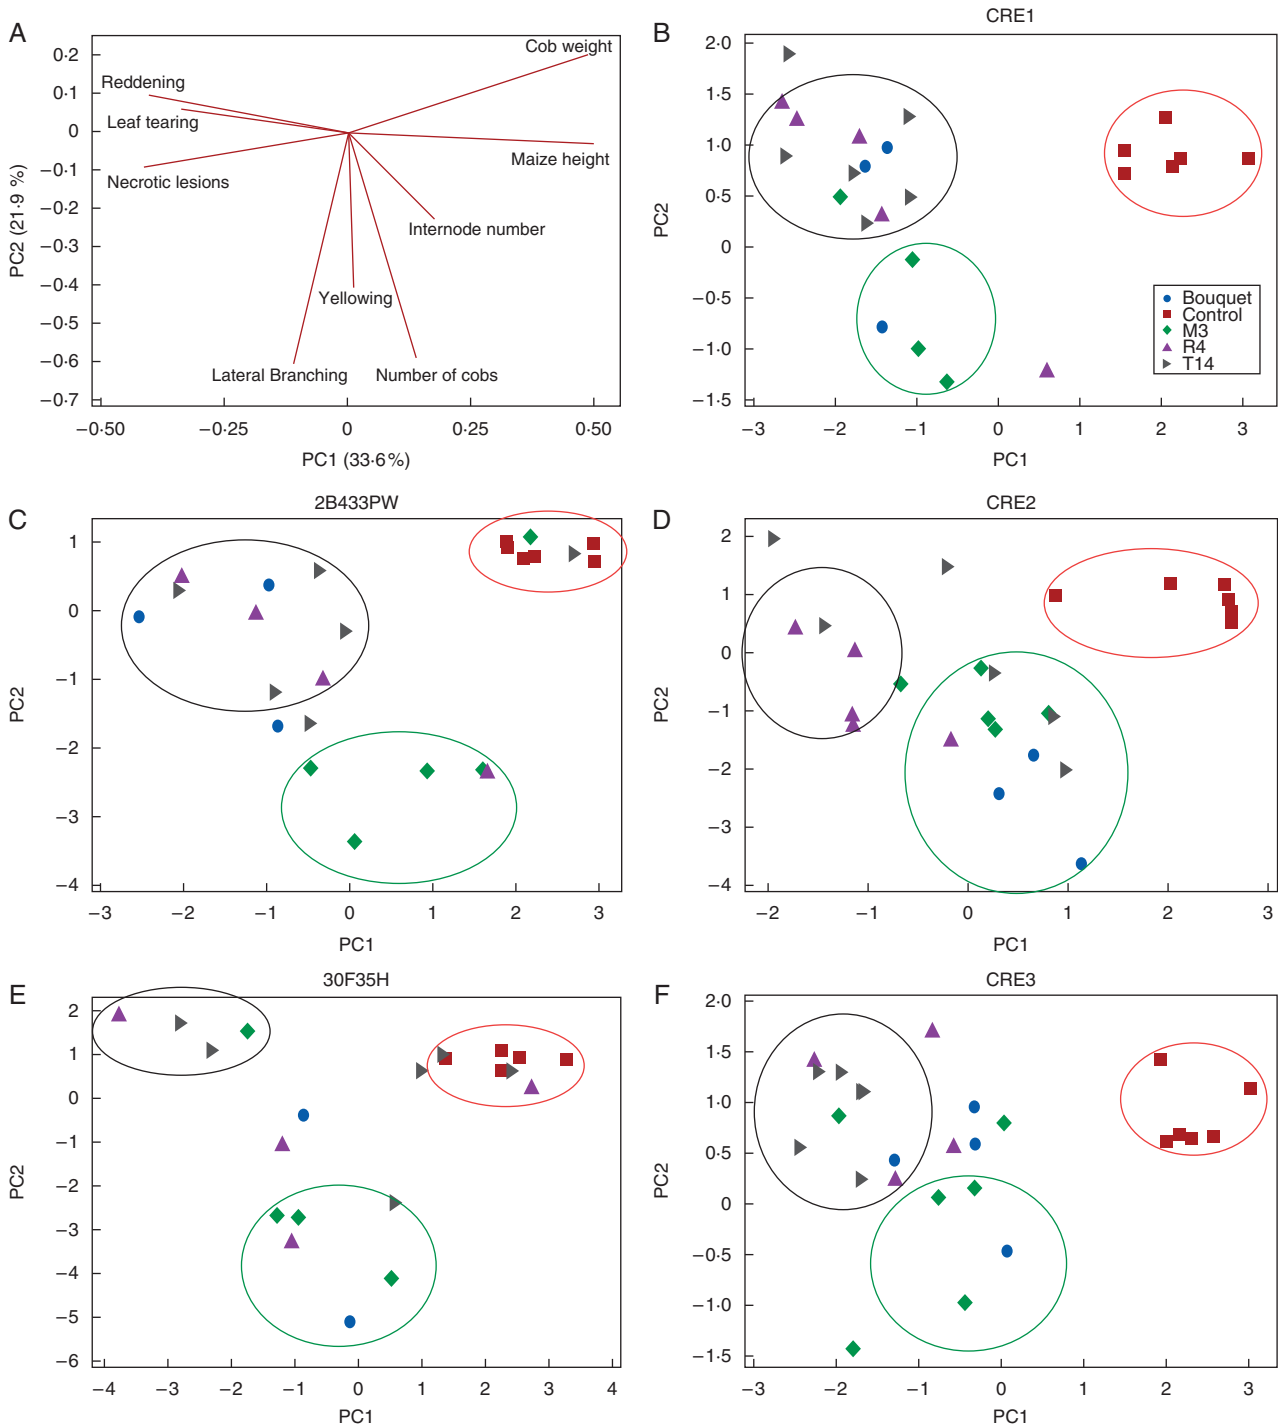 A
0·2
0·1
0
−0·1
−0·2
−0·3
−0·4
−0·5
−0·6
−0·7
PC2 (21·9 %)
Cob weight
Reddening
Leaf tearing
Maize height
Necrotic lesions
Internode number
Yellowing
Lateral Branching
Number of cobs
−0·50
−0·25
0
0·25
0·50
PC1 (33·6%)
B
CRE1
2·0
1·5
1·0
0·5
0
−0·5
−1·0
−1·5
PC2
Bouquet
Control
M3
R4
T14
−3
−2
−1
0
1
2
3
PC1
C
2B433PW
1
0
−1
−2
−3
−4
PC2
−3
−2
−1
0
1
2
3
PC1
D
CRE2
2
1
0
−1
−2
−3
−4
PC2
−2
−1
0
1
2
3
PC1
E
30F35H
2
1
0
−1
−2
−3
−4
−5
−6
PC2
−4
−3
−2
−1
0
1
2
3
4
PC1
F
CRE3
2·0
1·5
1·0
0·5
0
−0·5
−1·0
−1·5
PC2
−3
−2
−1
0
1
2
3
PC1